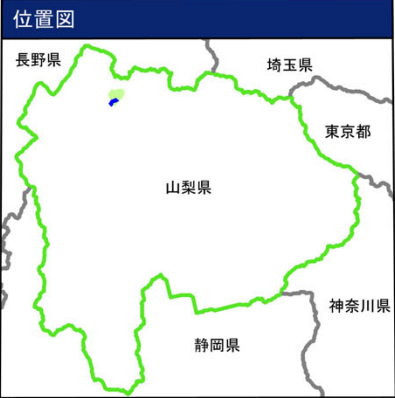 位置図
長野県
埼玉県
東京都
山梨県
神奈川県
静岡県